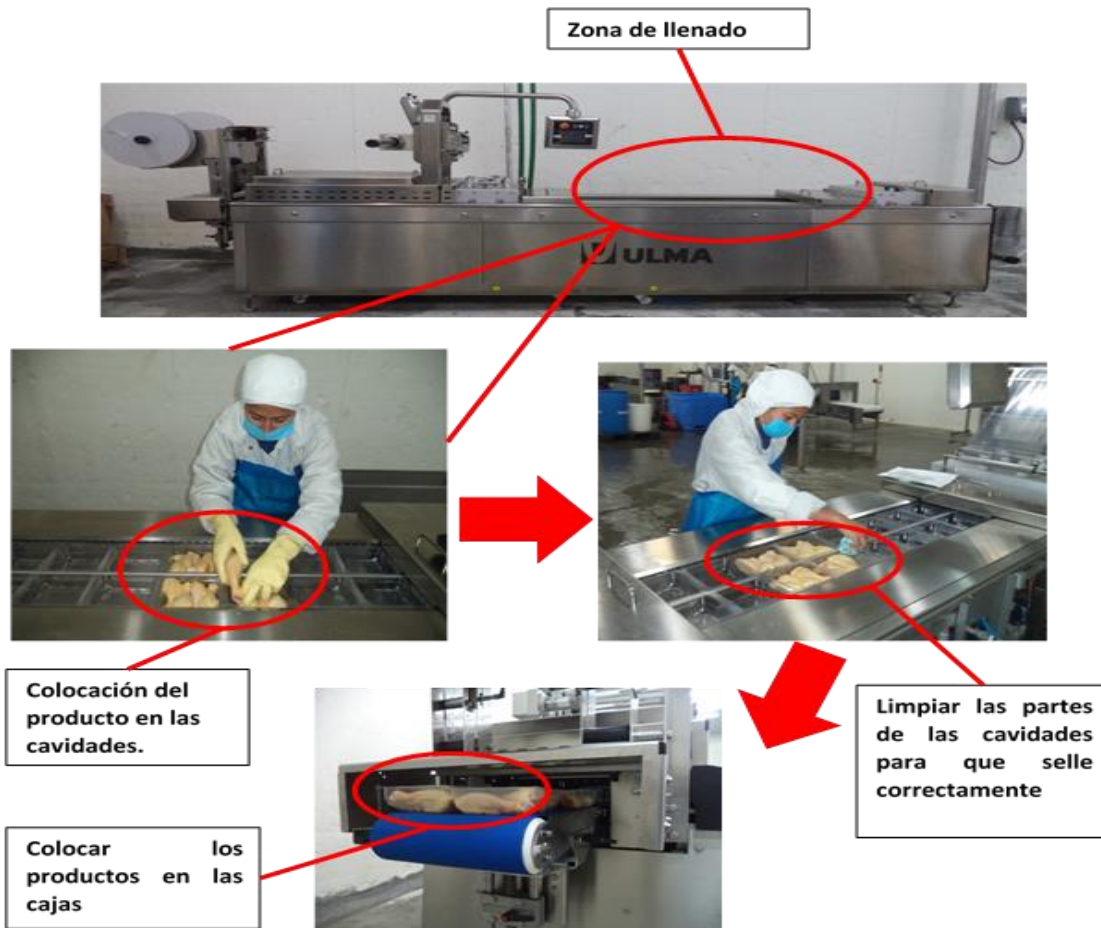 Zona de llenado
ULMA
Colocación del
producto en las
cavidades.
Limpiar las partes
de las cavidades
para que selle
correctamente
Colocar los
productos en las
cajas